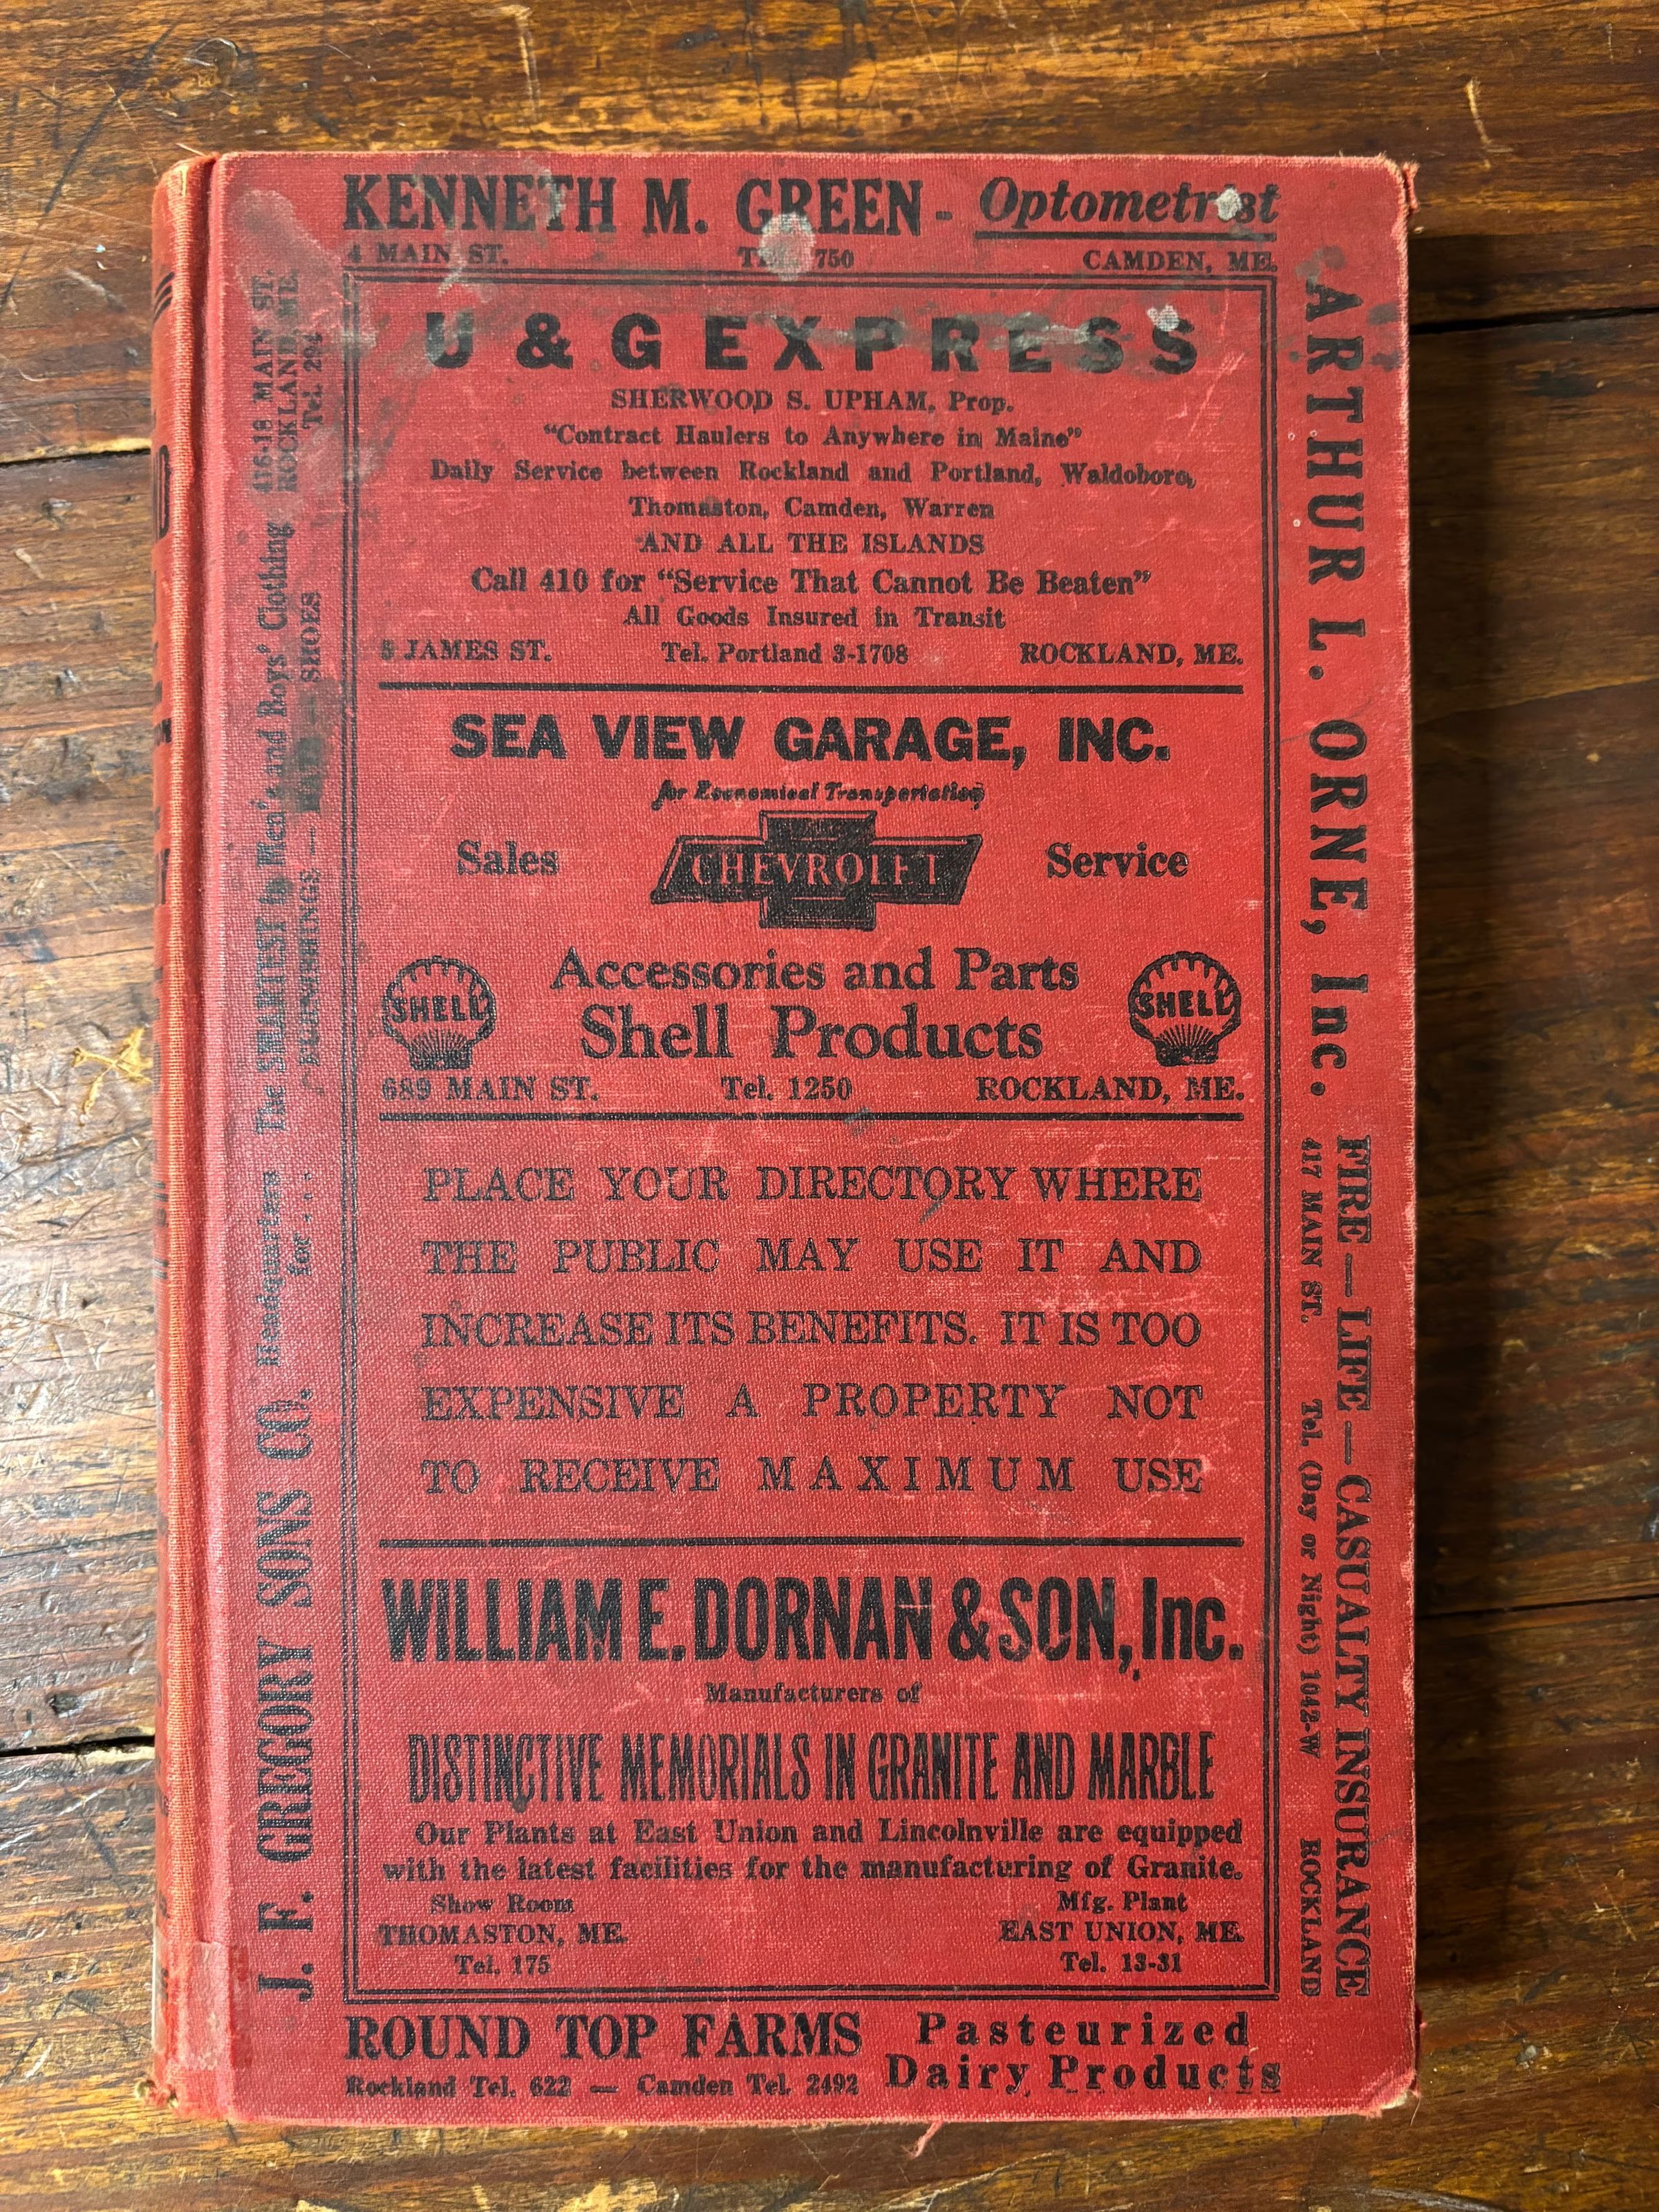 KENNETH M. GREEN - Optometrist
4 MAIN ST. 750 CAMDEN, ME.
U & G EXPRESS
SHERWOOD S. UPHAM, Prop.
"Contract Haulers to Anywhere in Maine"
Daily Service between Rockland and Portland, Waldoboro,
Thomaston, Camden, Warren
AND ALL THE ISLANDS
Call 410 for "Service That Cannot Be Beaten"
All Goods Insured in Transit
JAMES ST. Tel. Portland 3-1708 ROCKLAND, ME.
SEA VIEW GARAGE, INC.
for Economical Transportation
Sales CHEVROLET Service
SHELL Accessories and Parts SHELL
Shell Products
689 MAIN ST. Tel. 1250 ROCKLAND, ME.
PLACE YOUR DIRECTORY WHERE
THE PUBLIC MAY USE IT AND
INCREASE ITS BENEFITS. IT IS TOO
EXPENSIVE A PROPERTY NOT
TO RECEIVE MAXIMUM USE
WILLIAM E. DORNAN & SON, Inc.
Manufacturers of
DISTINCTIVE MEMORIALS IN GRANITE AND MARBLE
Our Plants at East Union and Lincolnville are equipped
with the latest facilities for the manufacturing of Granite.
Show Room Mfg. Plant
THOMASTON, ME. EAST UNION, ME.
Tel. 175 Tel. 13-31
ROUND TOP FARMS Pasteurized
Rockland Tel. 622 — Camden Tel. 2492 Dairy Products
J. F. GREGORY SONS CO. Headquarters The SMARTEST in Men's and Boys' Clothing 416-18 MAIN ST.
for . . . FURNISHINGS — — SHOES ROCKLAND, ME.
Tel. 294
ARTHUR L. ORNE, Inc. FIRE — LIFE — CASUALTY INSURANCE
417 MAIN ST. Tel. (Day or Night) 1042-W ROCKLAND